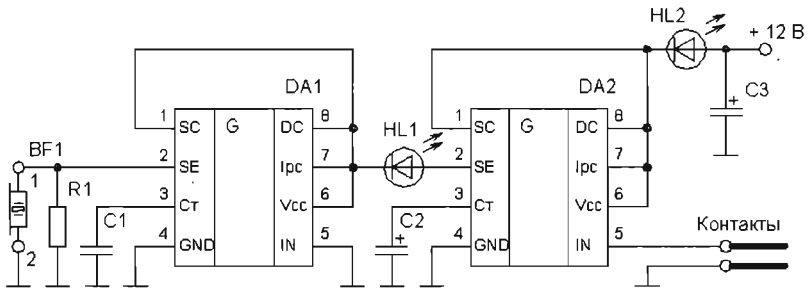 HL2
+ 12 В
DA1
DA2
C3
+
1 SC G DC 8
HL1
1 SC G DC 8
BF1
2 SE Ipc 7
2 SE Ipc 7
1
R1
C1
3 Cт Vcc 6
C2
+
3 Cт Vcc 6
Контакты
2
4 GND IN 5
4 GND IN 5